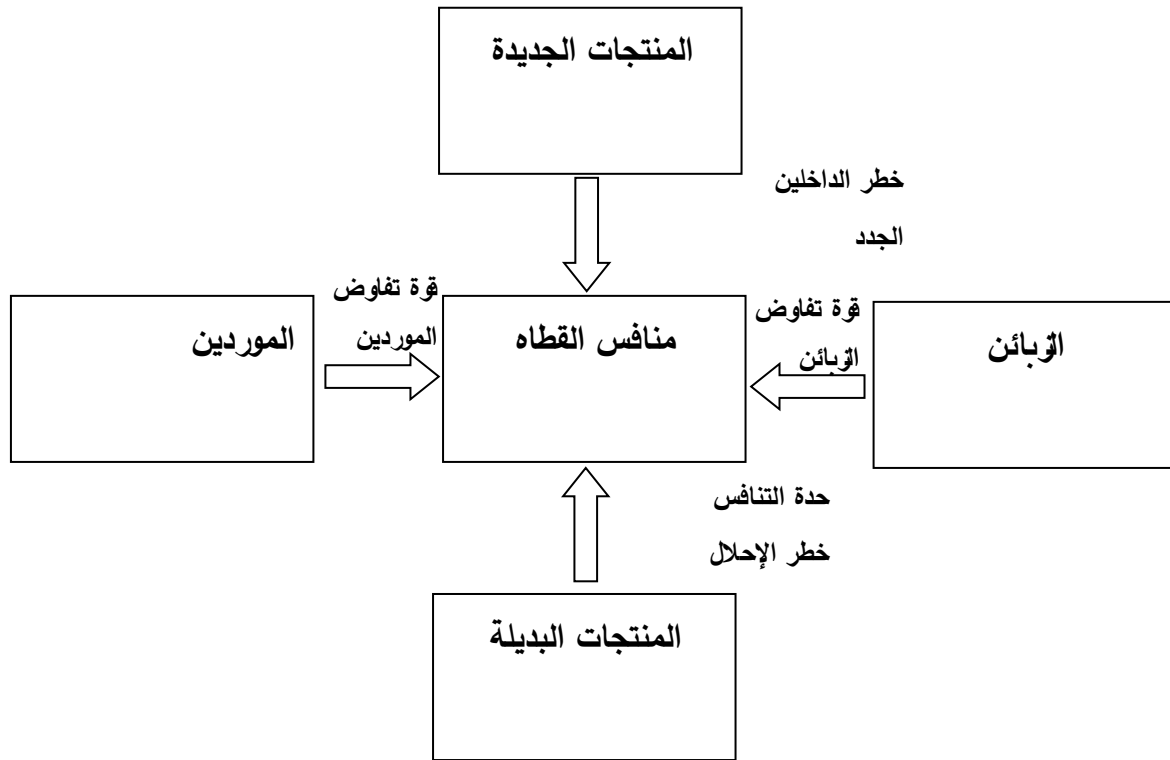 المنتجات الجديدة
خطر الداخلين
الجدد
قوة تفاوض
الزبائن
الزبائن
منافس القطاه
قوة تفاوض
الموردين
الموردين
حدة التنافس
خطر الإحلال
المنتجات البديلة